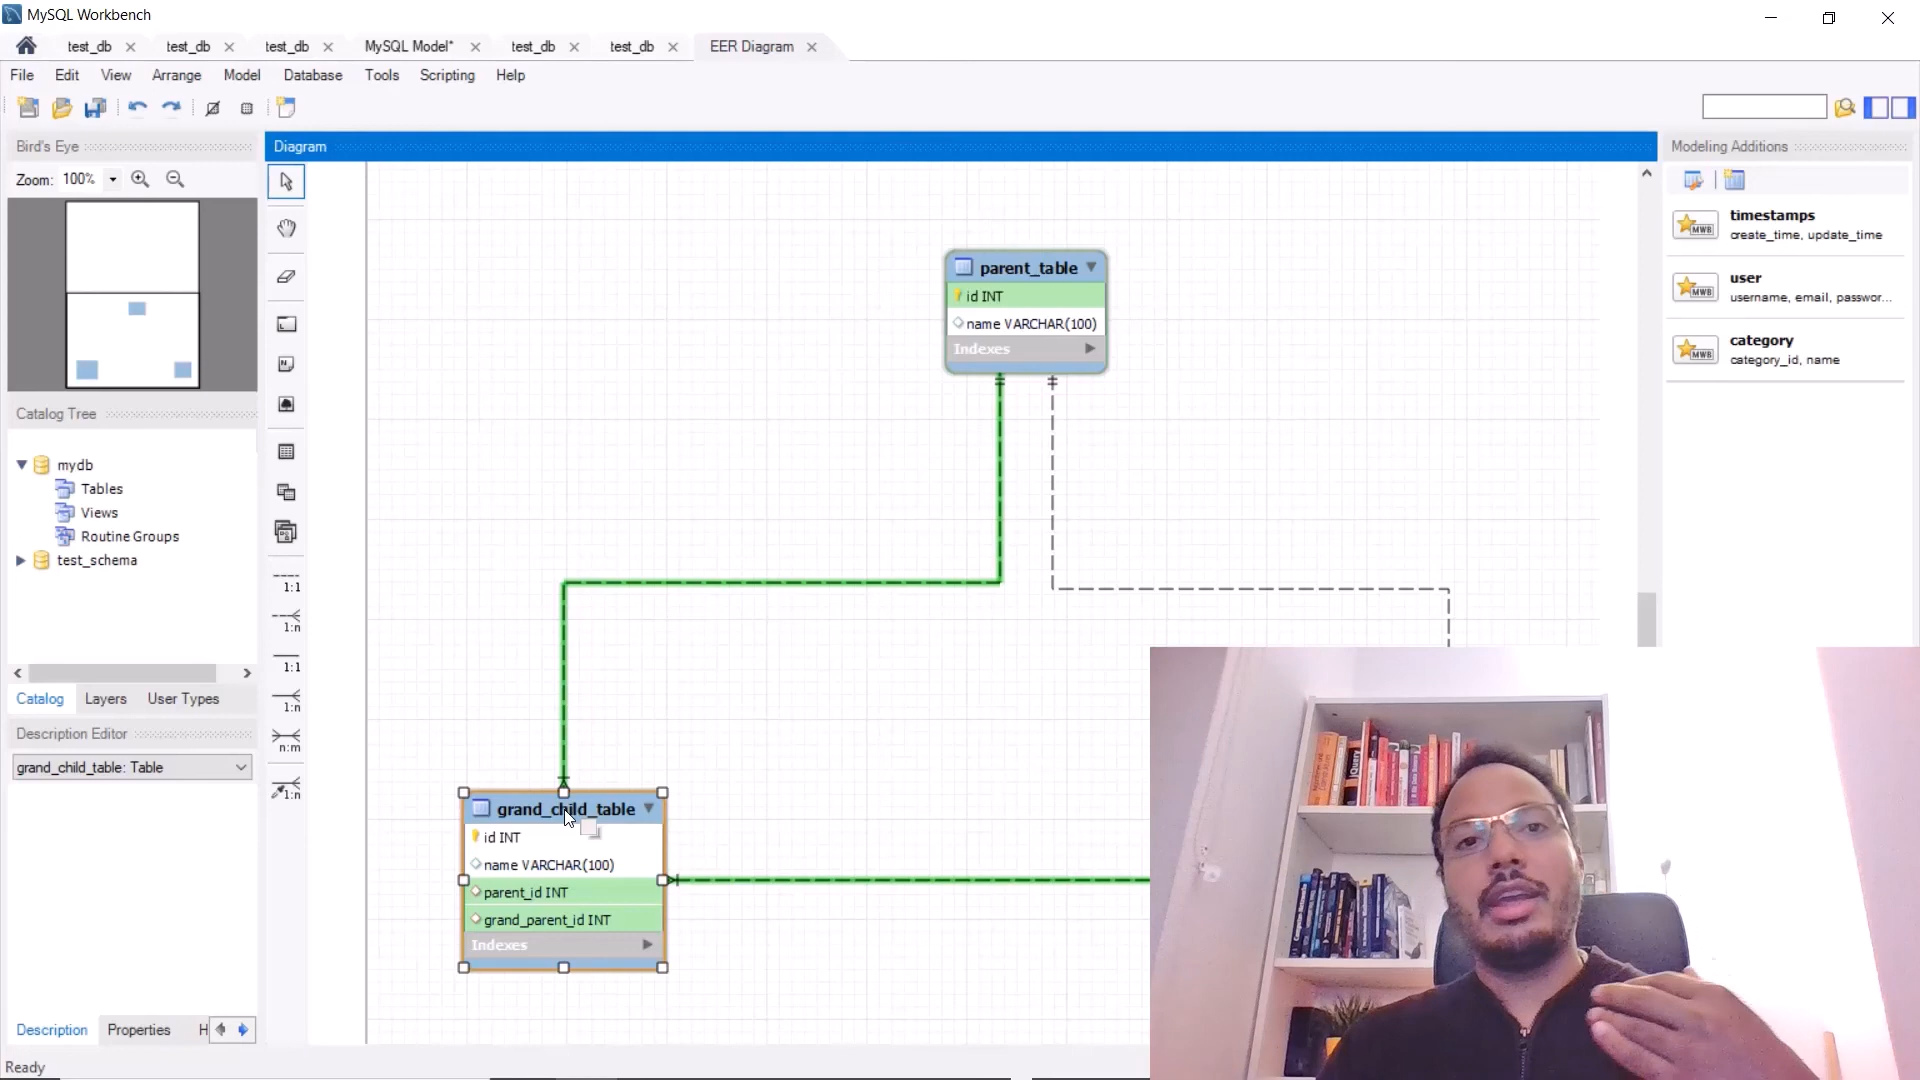 MySQL Workbench
test_db
test_db
test_db
MySQL Model*
test_db
test_db
EER Diagram
File
Edit
View
Arrange
Model
Database
Tools
Scripting
Help
Bird's Eye
Zoom: 100%
Catalog Tree
mydb
Tables
Views
Routine Groups
test_schema
Catalog
Layers
User Types
Description Editor
grand_child_table: Table
Description
Properties
H
Ready
Diagram
1:1
1:n
1:1
1:n
n:m
1:n
parent_table
id INT
name VARCHAR(100)
Indexes
grand_child_table
id INT
name VARCHAR(100)
parent_id INT
grand_parent_id INT
Indexes
Modeling Additions
MWB
timestamps
create_time, update_time
MWB
user
username, email, passwor...
MWB
category
category_id, name
jQuery